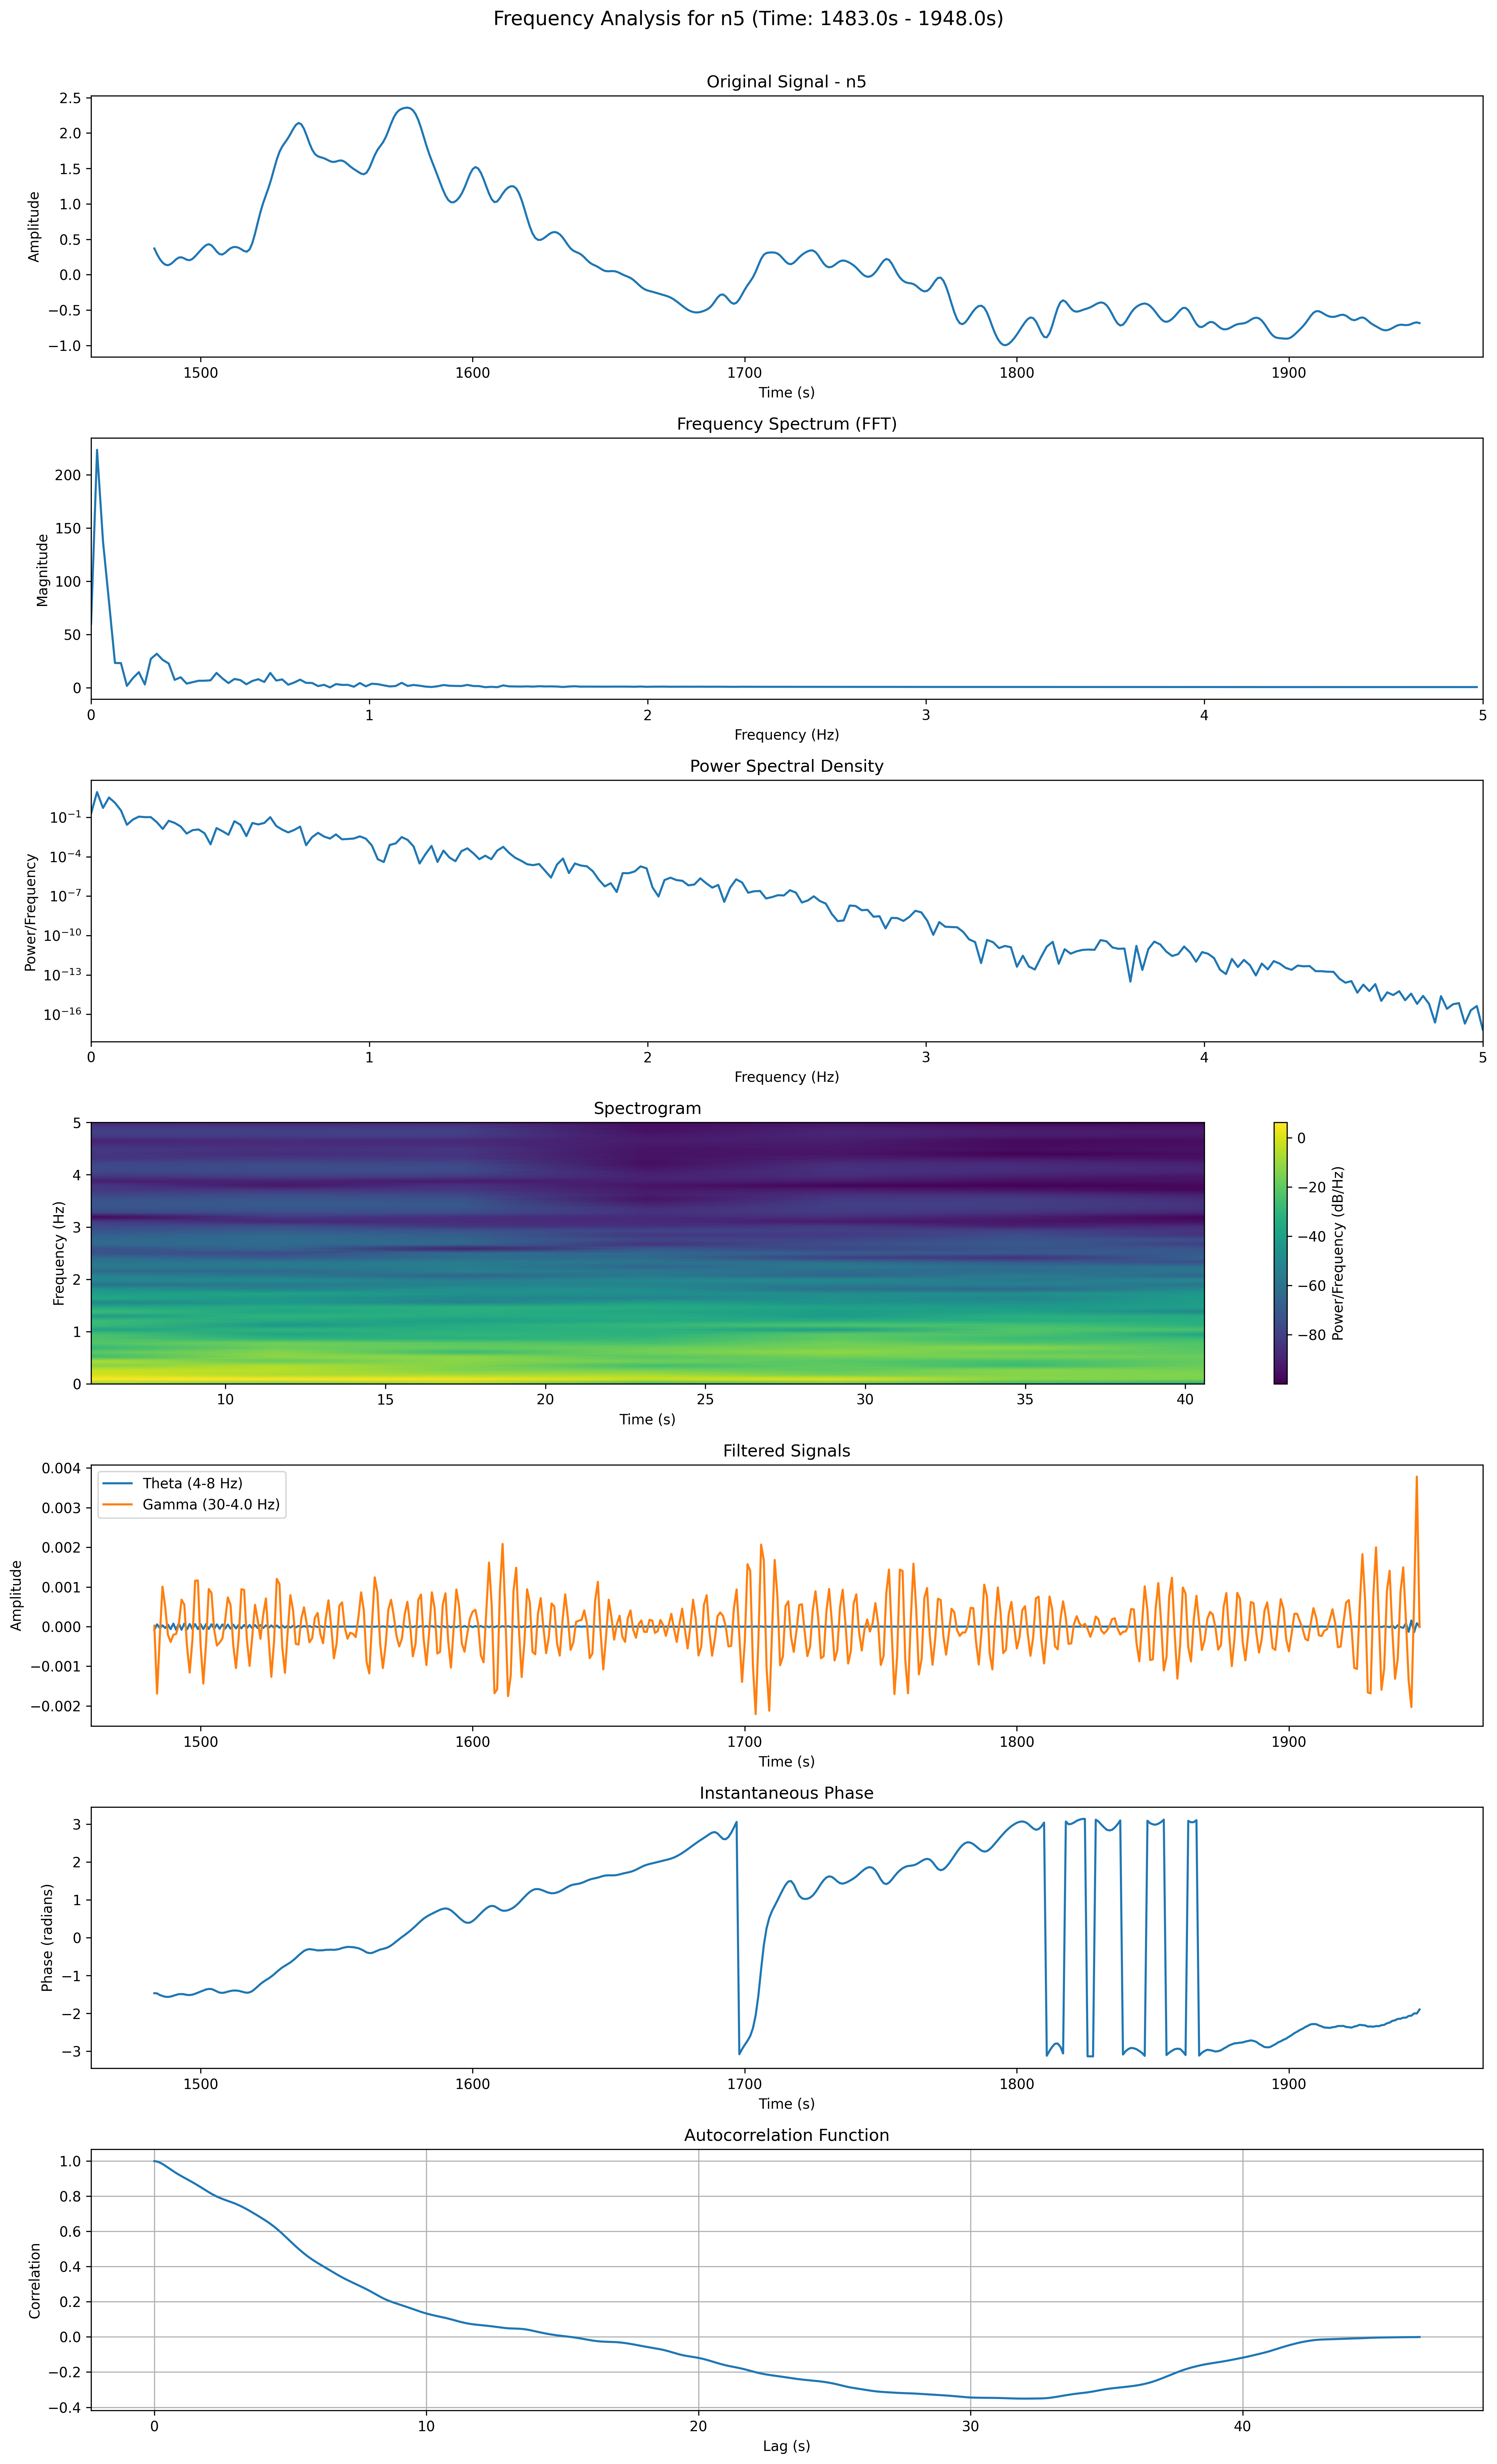 Frequency Analysis for n5 (Time: 1483.0s - 1948.0s)
Original Signal - n5
2.5
2.0
1.5
1.0
0.5
0.0
−0.5
−1.0
Amplitude
1500 1600 1700 1800 1900
Time (s)
Frequency Spectrum (FFT)
200
150
100
50
0
Magnitude
0 1 2 3 4 5
Frequency (Hz)
Power Spectral Density
10⁻¹
10⁻⁴
10⁻⁷
10⁻¹⁰
10⁻¹³
10⁻¹⁶
Power/Frequency
0 1 2 3 4 5
Frequency (Hz)
Spectrogram
5
4
3
2
1
0
Frequency (Hz)
10 15 20 25 30 35 40
Time (s)
0
−20
−40
−60
−80
Power/Frequency (dB/Hz)
Filtered Signals
Theta (4-8 Hz)
Gamma (30-4.0 Hz)
0.004
0.003
0.002
0.001
0.000
−0.001
−0.002
Amplitude
1500 1600 1700 1800 1900
Time (s)
Instantaneous Phase
3
2
1
0
−1
−2
−3
Phase (radians)
1500 1600 1700 1800 1900
Time (s)
Autocorrelation Function
1.0
0.8
0.6
0.4
0.2
0.0
−0.2
−0.4
Correlation
0 10 20 30 40
Lag (s)